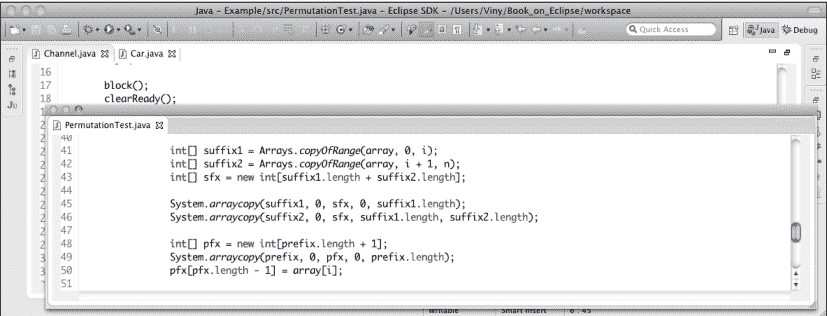 Java - Example/src/PermutationTest.java - Eclipse SDK - /Users/Viny/Book_on_Eclipse/workspace
Quick Access
Java
Debug
Channel.java
Car.java
16
17 block();
18 clearReady();
PermutationTest.java
40
41 int[] suffix1 = Arrays.copyOfRange(array, 0, i);
42 int[] suffix2 = Arrays.copyOfRange(array, i + 1, n);
43 int[] sfx = new int[suffix1.length + suffix2.length];
44
45 System.arraycopy(suffix1, 0, sfx, 0, suffix1.length);
46 System.arraycopy(suffix2, 0, sfx, suffix1.length, suffix2.length);
47
48 int[] pfx = new int[prefix.length + 1];
49 System.arraycopy(prefix, 0, pfx, 0, prefix.length);
50 pfx[pfx.length - 1] = array[i];
51
Writable Smart Insert 6 : 45